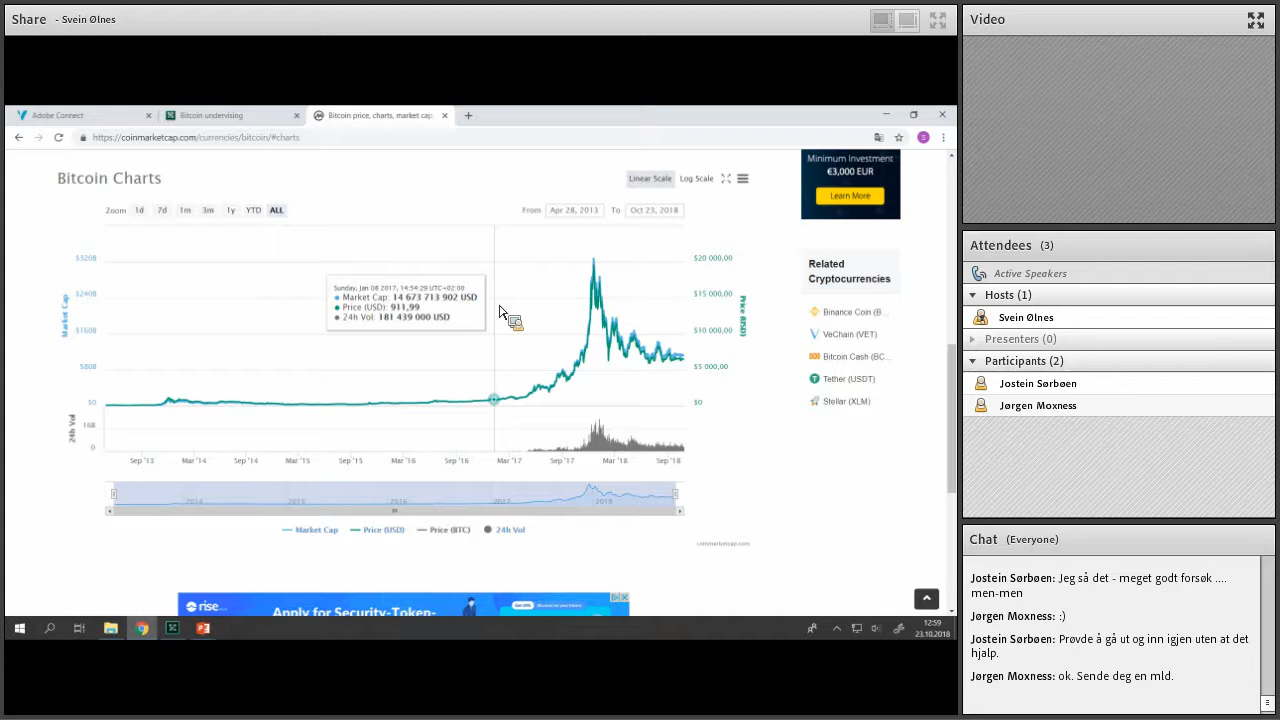 Share - Svein Ølnes
Adobe Connect
Bitcoin undervising
Bitcoin price, charts, market cap
https://coinmarketcap.com/currencies/bitcoin/#charts
Bitcoin Charts
Linear Scale Log Scale
Zoom 1d 7d 1m 3m 1y YTD ALL
From Apr 28, 2013 To Oct 23, 2018
$320B
$240B
$160B
$80B
$0
Market Cap
$20 000,00
$15 000,00
$10 000,00
$5 000,00
$0
Price (USD)
Sunday, Jan 08 2017, 14:54:29 UTC+02:00
Market Cap: 14 673 713 902 USD
Price (USD): 911,99
24h Vol: 181 439 000 USD
24h Vol
16B
0
Sep '13 Mar '14 Sep '14 Mar '15 Sep '15 Mar '16 Sep '16 Mar '17 Sep '17 Mar '18 Sep '18
2014 2015 2016 2017 2018
Market Cap Price (USD) Price (BTC) 24h Vol
coinmarketcap.com
Minimum Investment
€3,000 EUR
Learn More
Related
Cryptocurrencies
Binance Coin (B...
VeChain (VET)
Bitcoin Cash (BC...
Tether (USDT)
Stellar (XLM)
rise
Apply for Security-Token-
12:59
23.10.2018
Video
Attendees (3)
Active Speakers
Hosts (1)
Svein Ølnes
Presenters (0)
Participants (2)
Jostein Sørbøen
Jørgen Moxness
Chat (Everyone)
Jostein Sørbøen: Jeg så det - meget godt forsøk ....
men-men
Jørgen Moxness: :)
Jostein Sørbøen: Prøvde å gå ut og inn igjen uten at det
hjalp.
Jørgen Moxness: ok. Sende deg en mld.